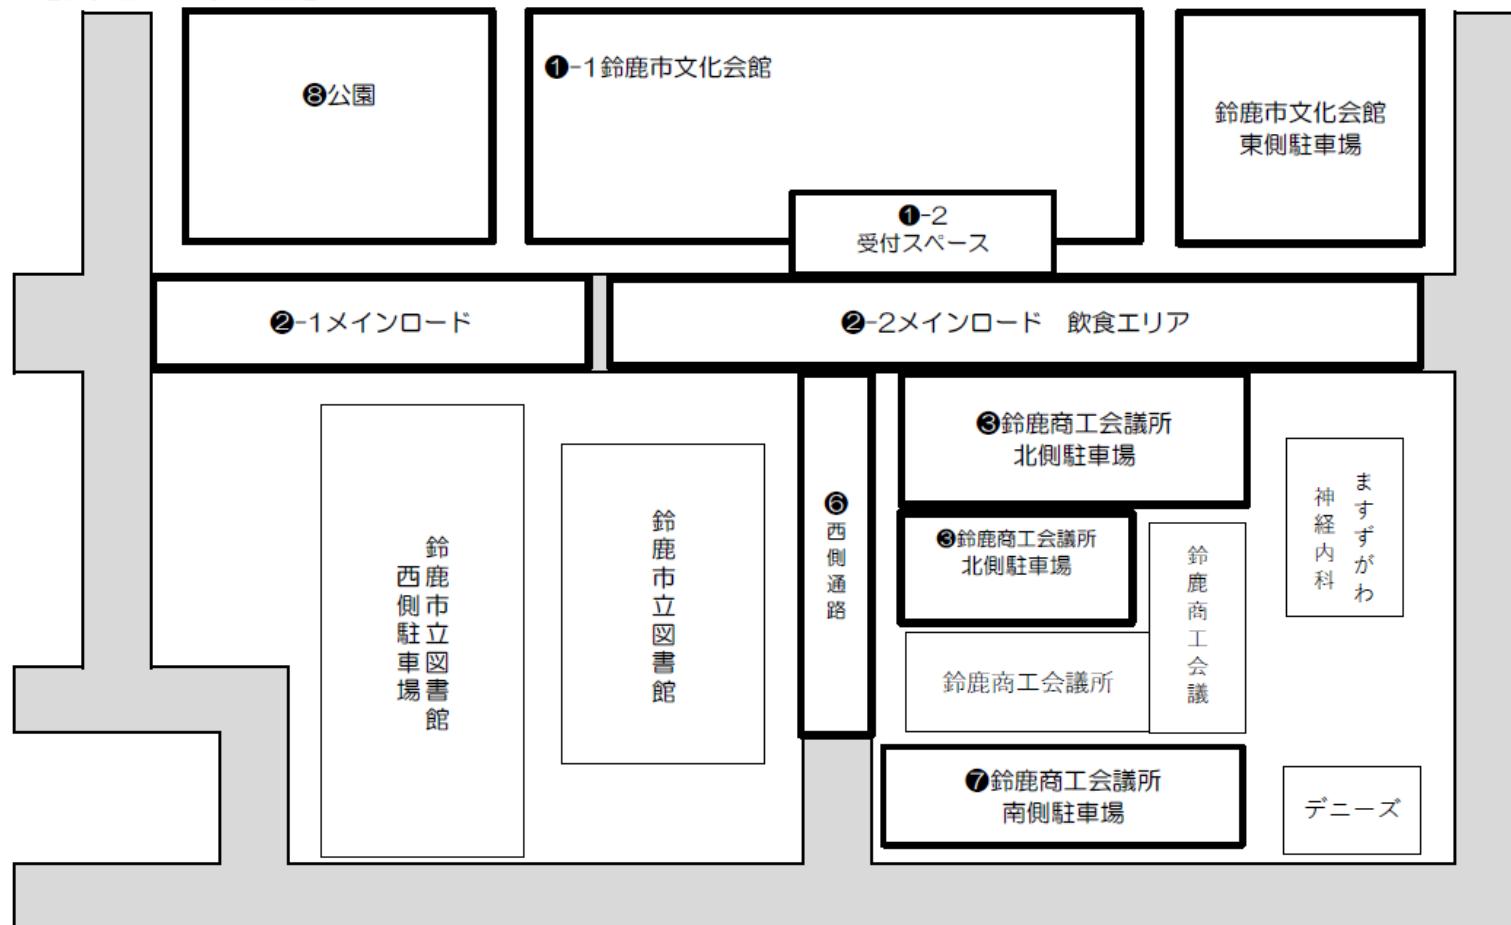 ❽公園
❶-1鈴鹿市文化会館
鈴鹿市文化会館
東側駐車場
❶-2
受付スペース
❷-1メインロード
❷-2メインロード　飲食エリア
鈴鹿市立図書館
西側駐車場
鈴鹿市立図書館
❻西側通路
❸鈴鹿商工会議所
北側駐車場
❸鈴鹿商工会議所
北側駐車場
鈴鹿商工会議
鈴鹿商工会議所
ますずがわ
神経内科
❼鈴鹿商工会議所
南側駐車場
デニーズ